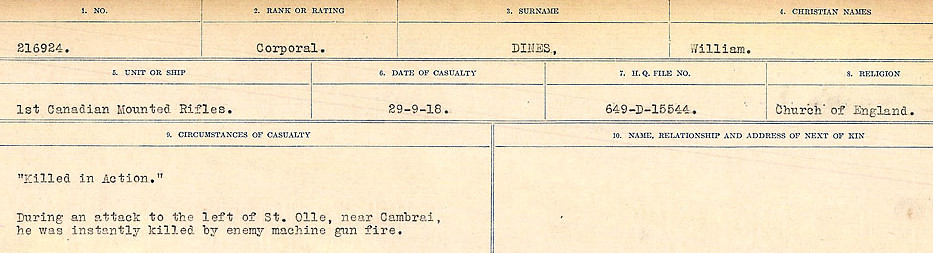 1. NO. 2. RANK OR RATING 3. SURNAME 4. CHRISTIAN NAMES
216924. Corporal. DINES, William.
5. UNIT OR SHIP 6. DATE OF CASUALTY 7. H.Q. FILE NO. 8. RELIGION
1st Canadian Mounted Rifles. 29-9-18. 649-D-15544. Church of England.
9. CIRCUMSTANCES OF CASUALTY 10. NAME, RELATIONSHIP AND ADDRESS OF NEXT OF KIN
"Killed in Action."
During an attack to the left of St. Olle, near Cambrai,
he was instantly killed by enemy machine gun fire.